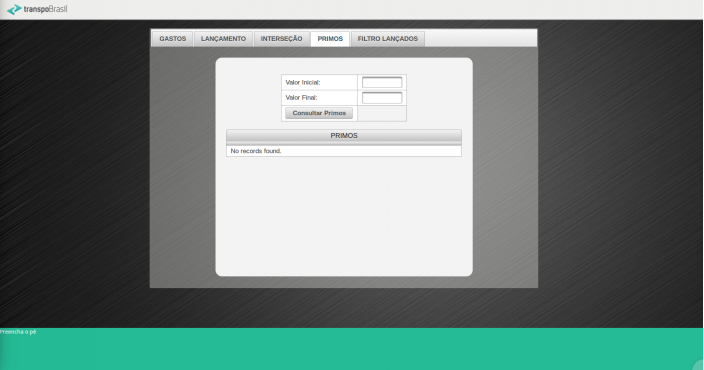 transpoBrasil
GASTOS LANÇAMENTO INTERSEÇÃO PRIMOS FILTRO LANÇADOS
Valor Inicial:
Valor Final:
Consultar Primos
PRIMOS
No records found.
Preencha o pé